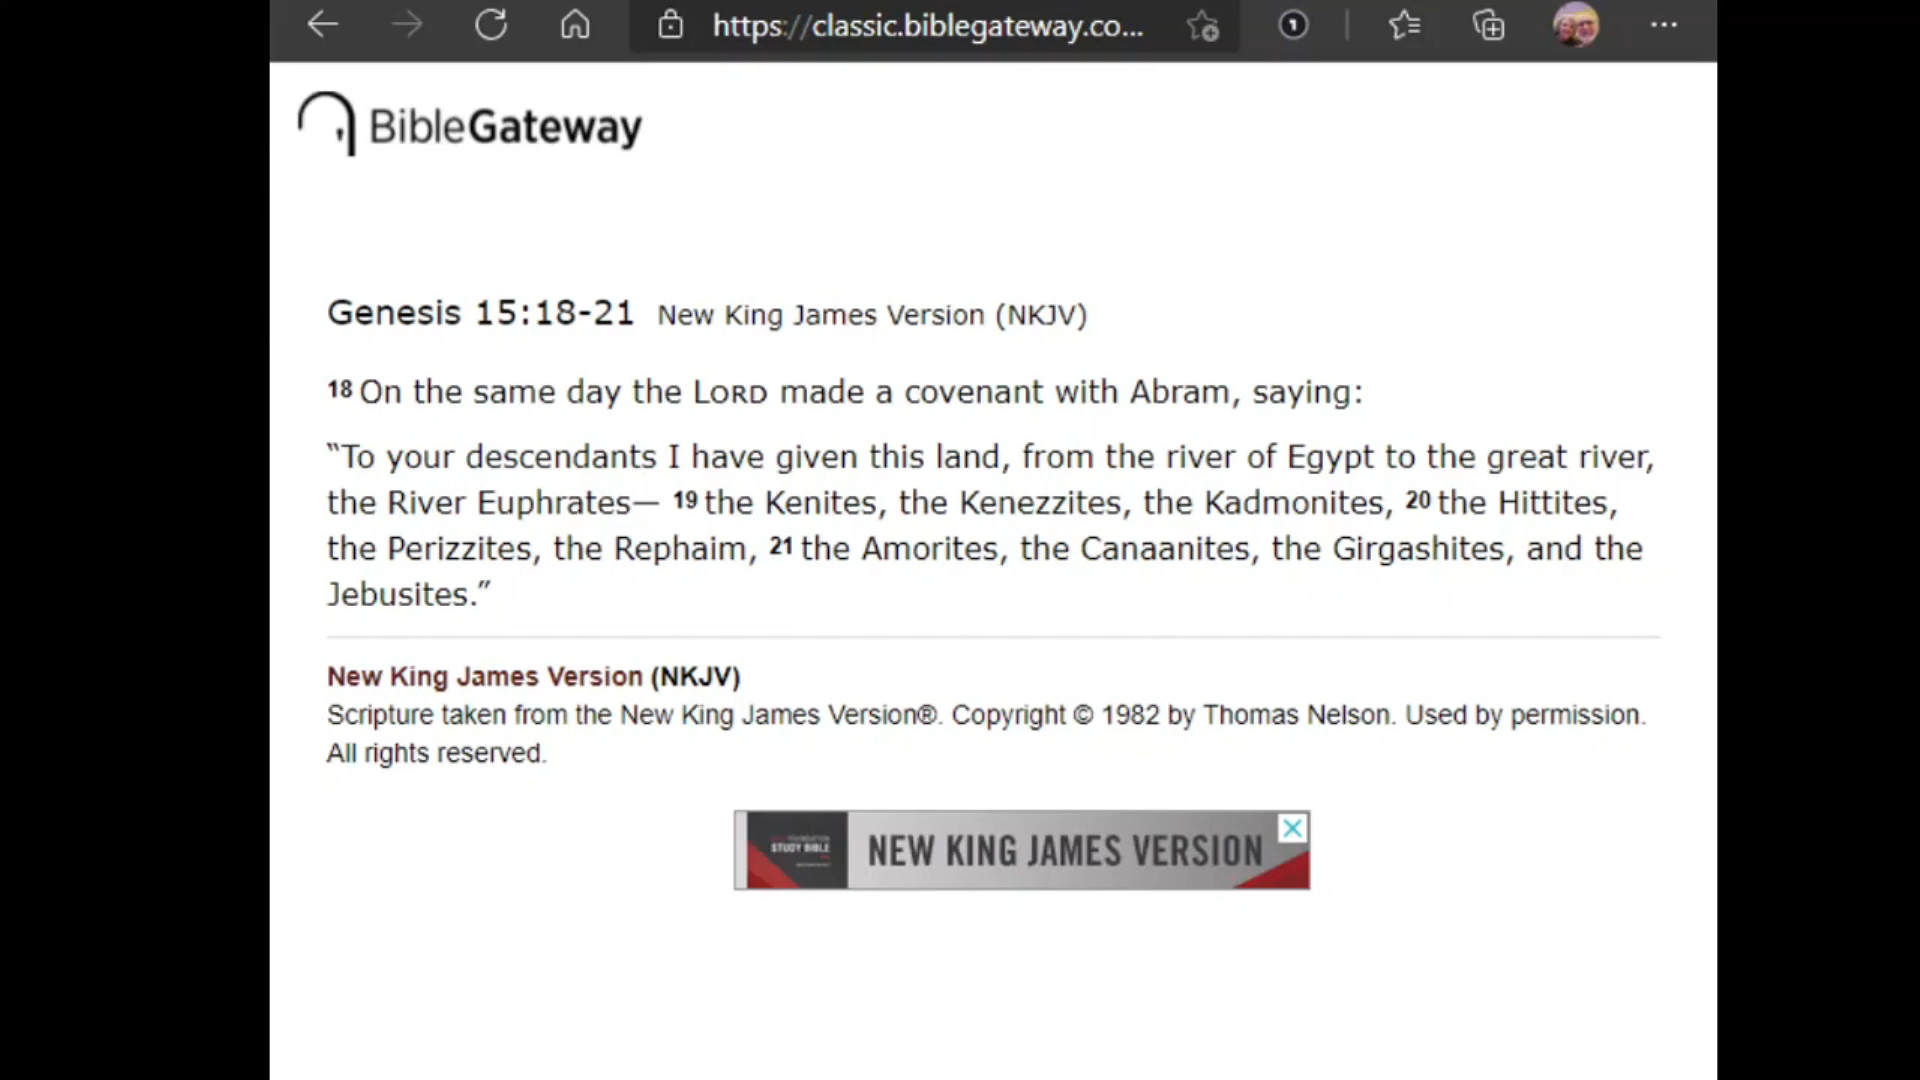 https://classic.biblegateway.co...
BibleGateway
Genesis 15:18-21 New King James Version (NKJV)
18 On the same day the LORD made a covenant with Abram, saying:
“To your descendants I have given this land, from the river of Egypt to the great river,
the River Euphrates— 19 the Kenites, the Kenezzites, the Kadmonites, 20 the Hittites,
the Perizzites, the Rephaim, 21 the Amorites, the Canaanites, the Girgashites, and the
Jebusites.”
New King James Version (NKJV)
Scripture taken from the New King James Version®. Copyright © 1982 by Thomas Nelson. Used by permission.
All rights reserved.
STUDY BIBLE
NEW KING JAMES VERSION